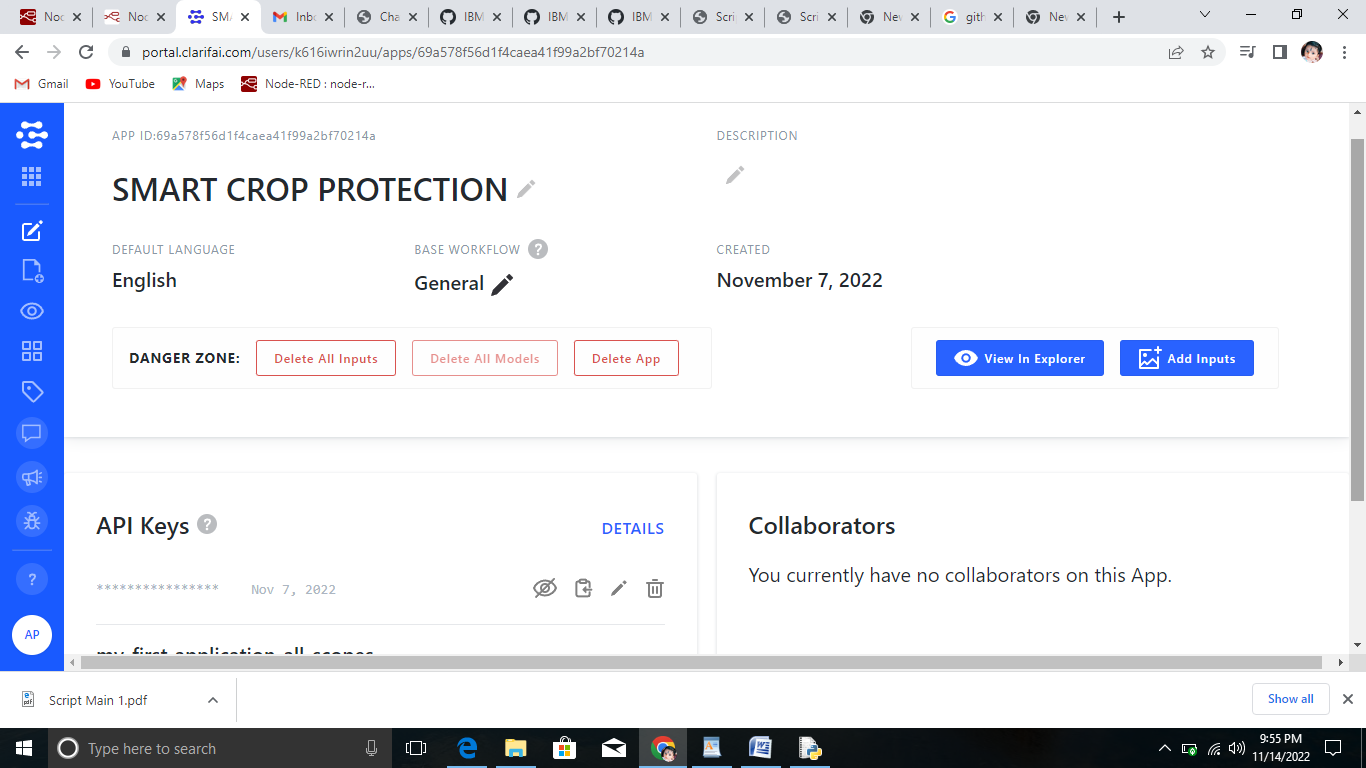 Noc
Noc
SMA
Inbo
Cha
IBM
IBM
IBM
Scrip
Scrip
Nev
gith
Nev
portal.clarifai.com/users/k616iwrin2uu/apps/69a578f56d1f4caea41f99a2bf70214a
Gmail YouTube Maps Node-RED : node-r...
APP ID:69a578f56d1f4caea41f99a2bf70214a
DESCRIPTION
SMART CROP PROTECTION
DEFAULT LANGUAGE
BASE WORKFLOW ?
CREATED
English
General
November 7, 2022
DANGER ZONE: Delete All Inputs Delete All Models Delete App
View In Explorer Add Inputs
API Keys ? DETAILS
Collaborators
**************** Nov 7, 2022
You currently have no collaborators on this App.
my-first-application-all-scopes
?
AP
Script Main 1.pdf
Show all
Type here to search
9:55 PM
11/14/2022